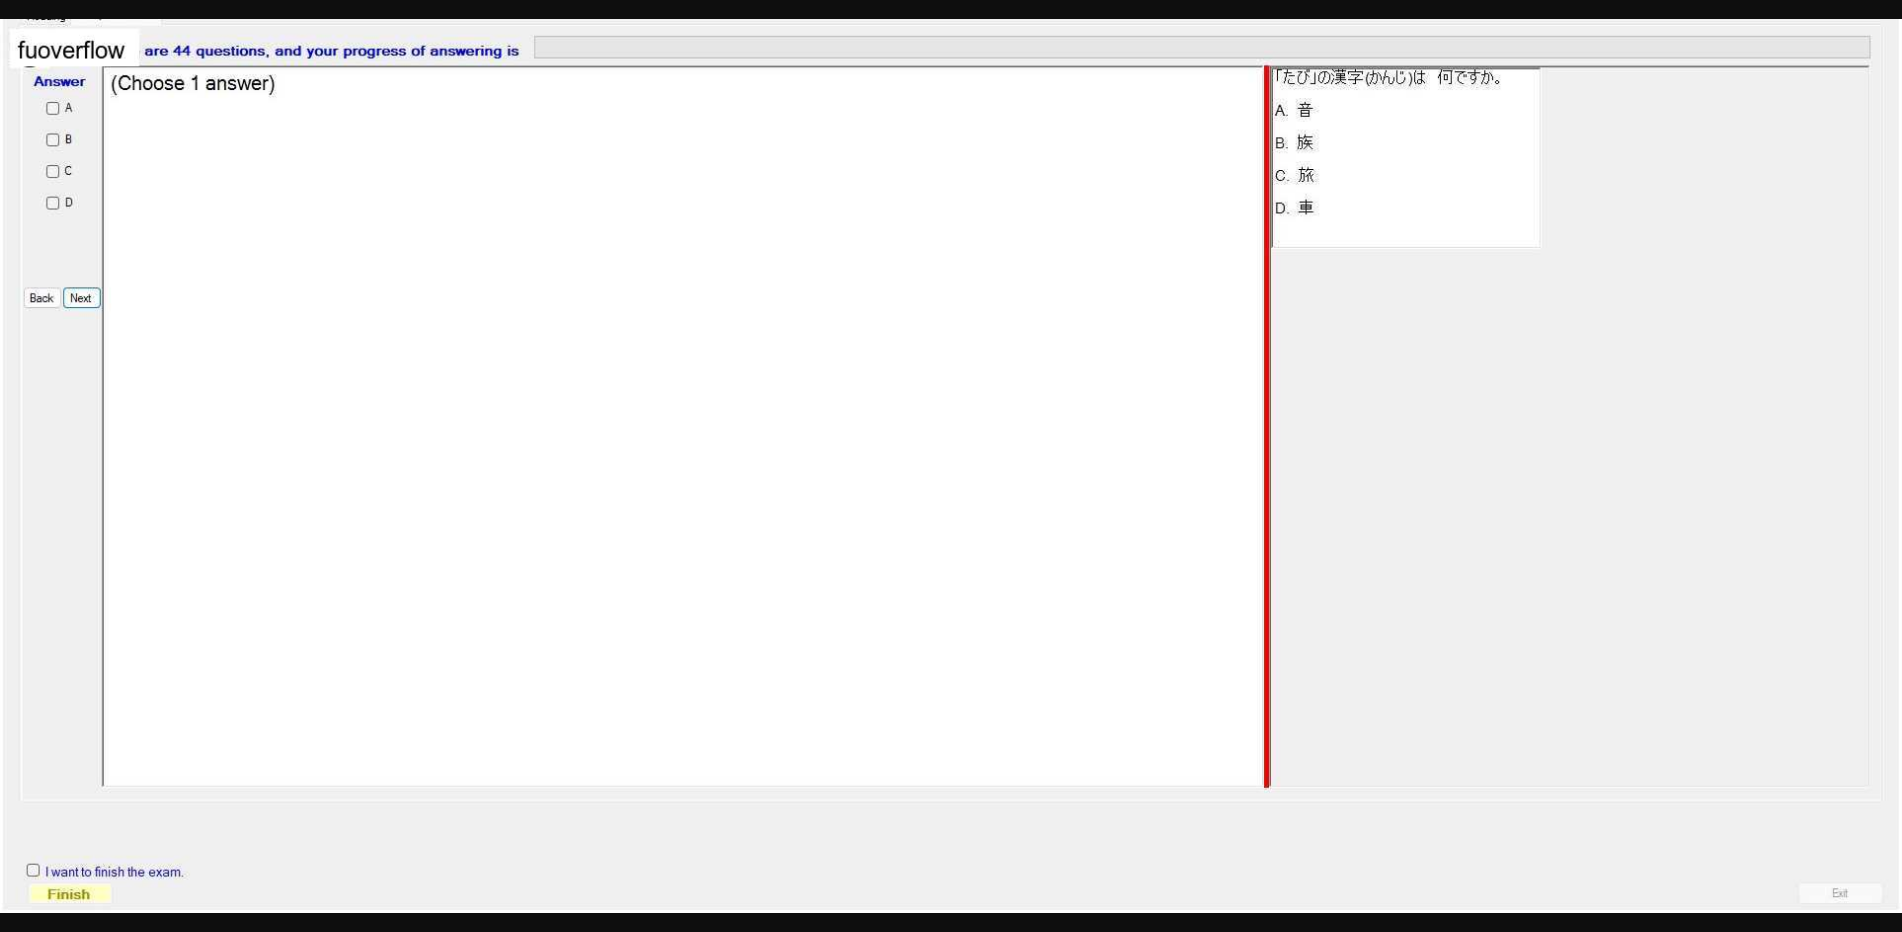 fuoverflow are 44 questions, and your progress of answering is
Answer
(Choose 1 answer)
A
B
C
D
Back Next
「たび」の漢字(かんじ)は 何ですか。
A. 音
B. 族
C. 旅
D. 車
I want to finish the exam.
Finish
Exit